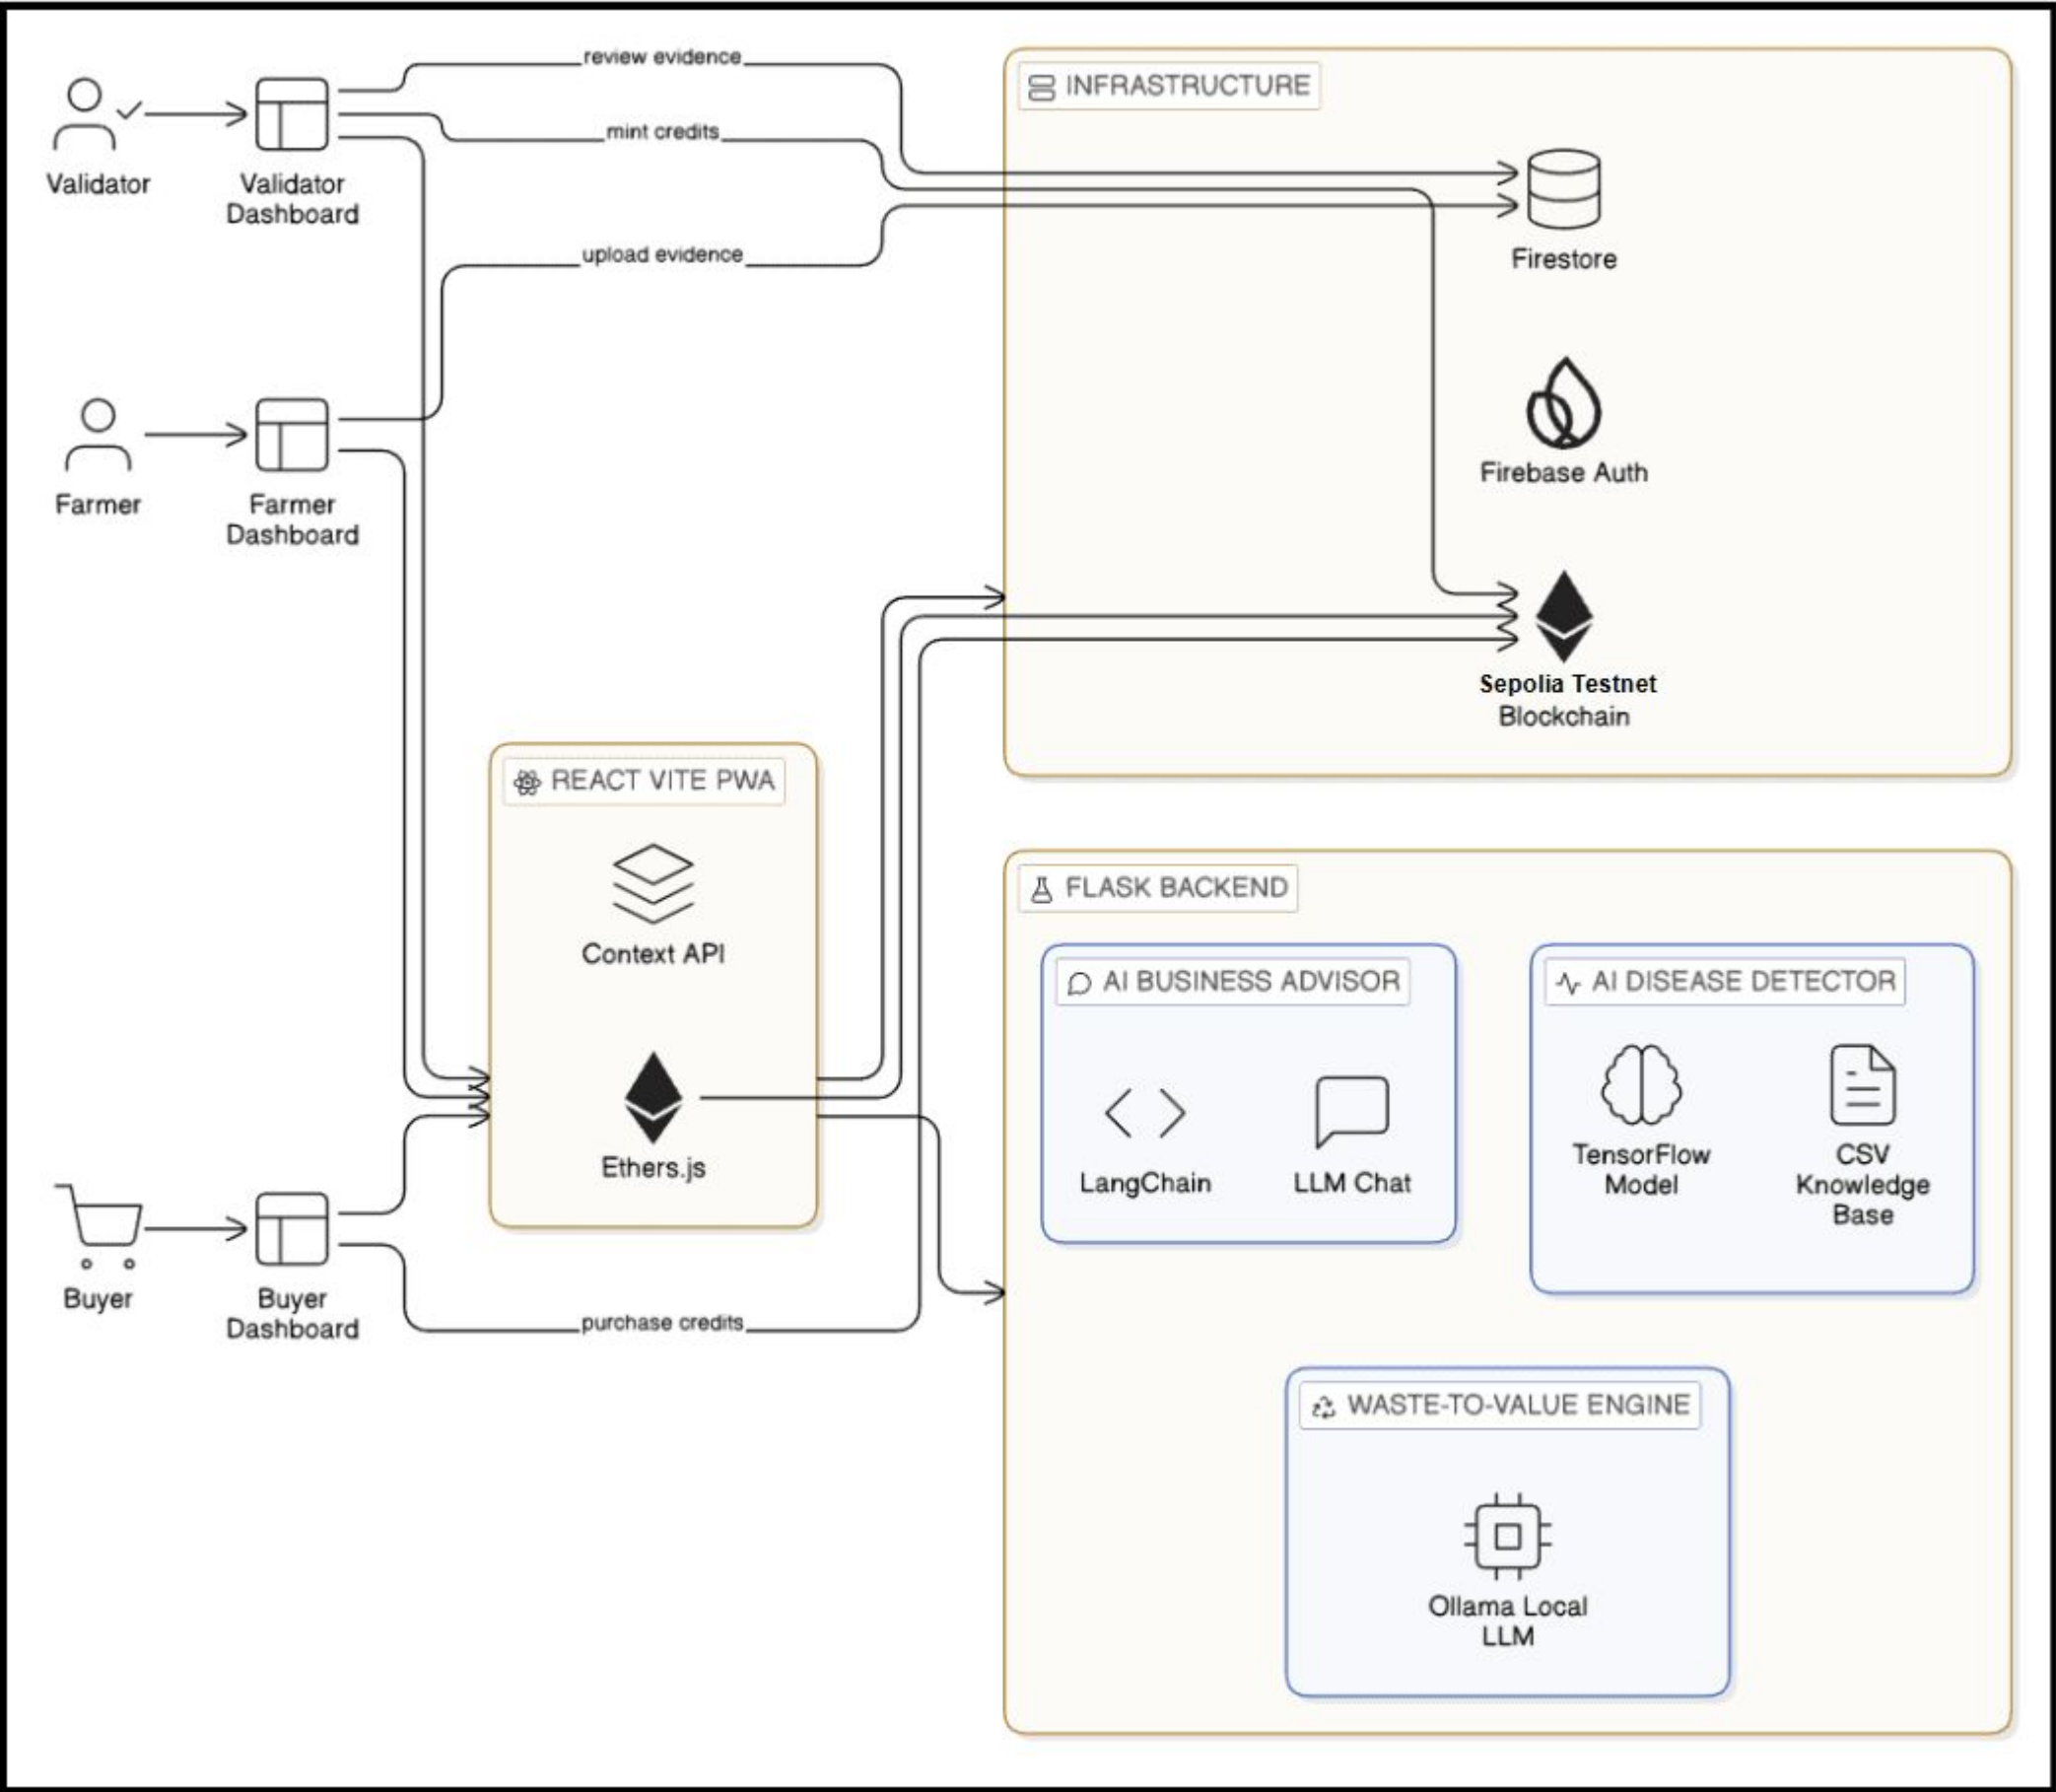 review evidence
INFRASTRUCTURE
mint credits
Validator
Validator
Dashboard
upload evidence
Firestore
Farmer
Farmer
Dashboard
Firebase Auth
Sepolia Testnet
Blockchain
REACT VITE PWA
Context API
Ethers.js
FLASK BACKEND
AI BUSINESS ADVISOR
LangChain
LLM Chat
AI DISEASE DETECTOR
TensorFlow
Model
CSV
Knowledge
Base
Buyer
Buyer
Dashboard
purchase credits
WASTE-TO-VALUE ENGINE
Ollama Local
LLM